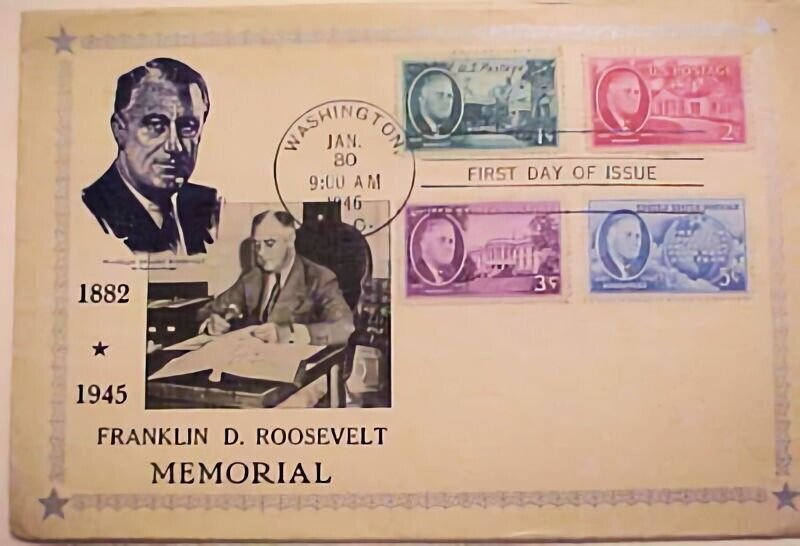 WASHINGTON,
JAN.
30
9:00 AM
1946
FIRST DAY OF ISSUE
U.S. Postage
1¢
U.S. POSTAGE
2¢
3¢
UNITED STATES POSTAGE
5¢
1882
1945
FRANKLIN D. ROOSEVELT
MEMORIAL